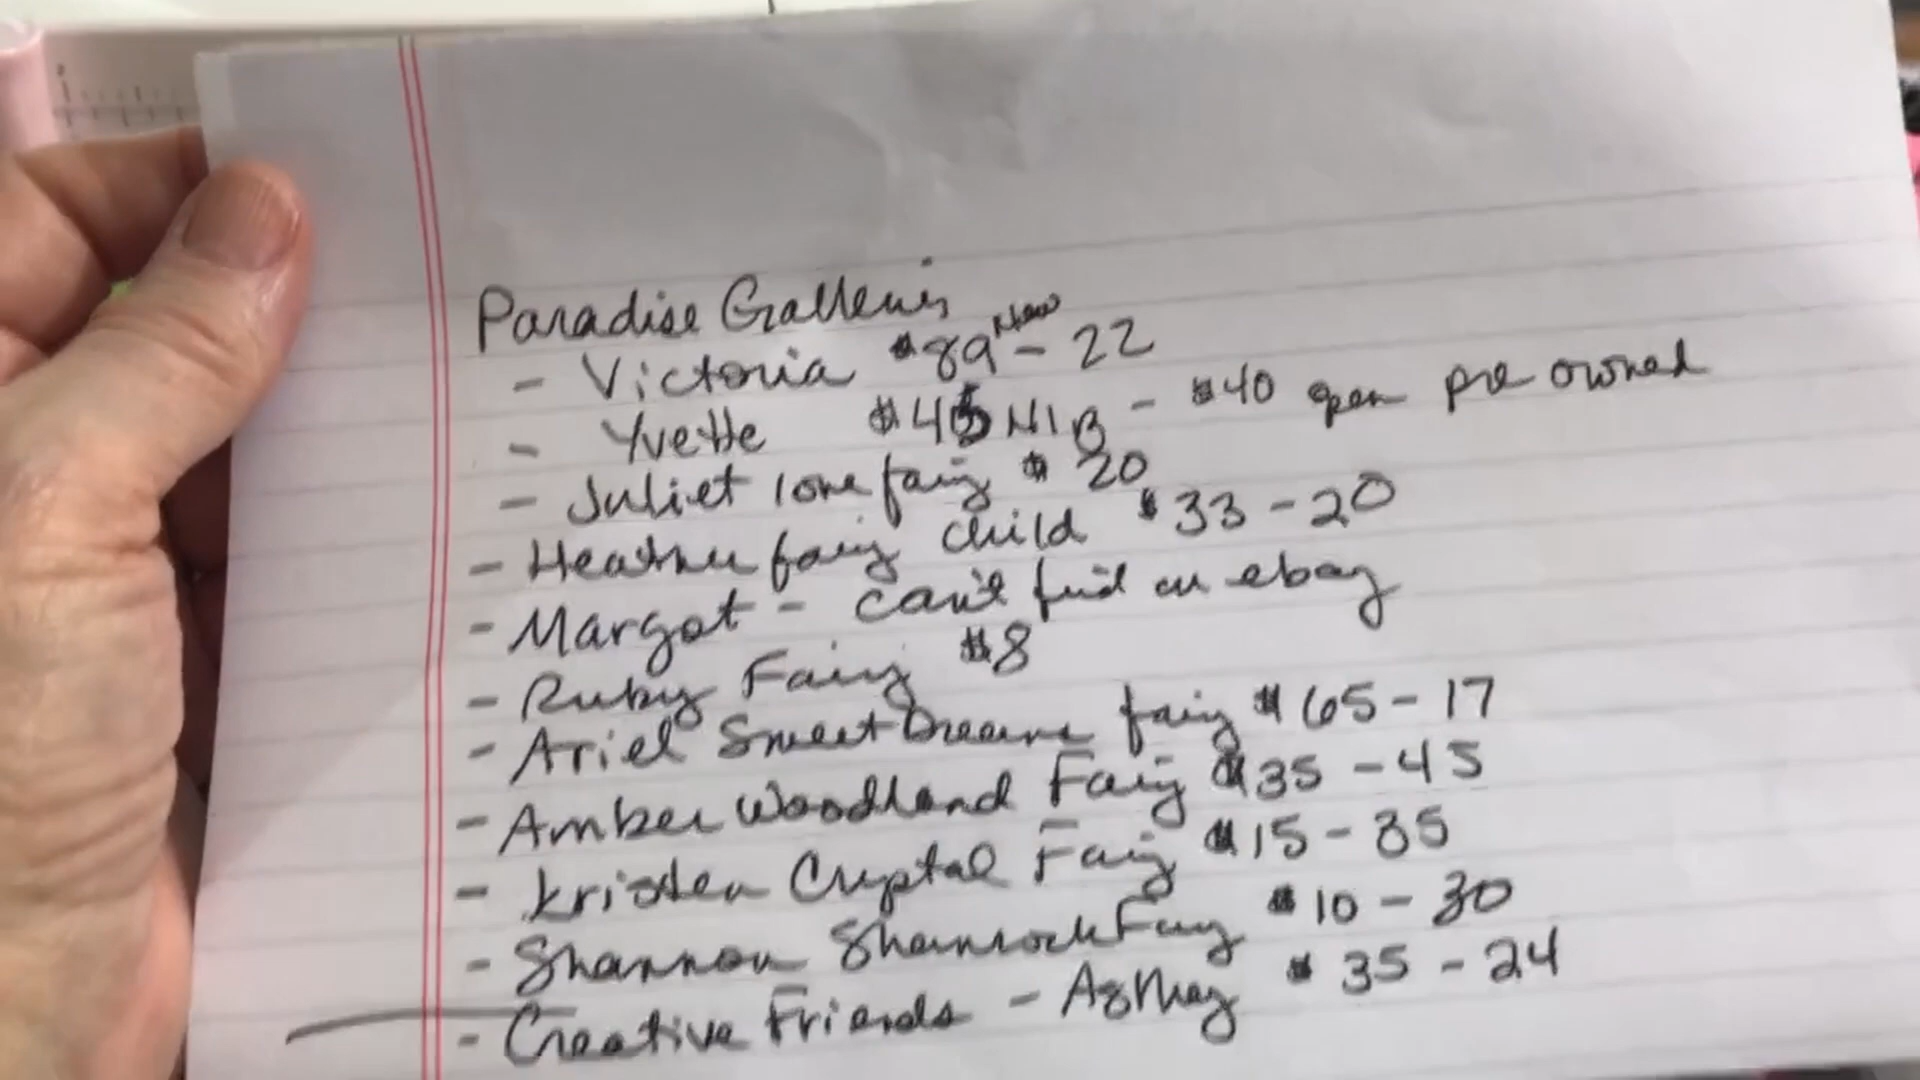 Paradise Galleries
- Victoria $89 New - 22
- Yvette $45 NIB - $40 open pre owned
- Juliet love fairy $20
- Heather fairy child $33 - 20
- Margot - can't find on ebay
- Ruby Fairy $8
- Ariel Sweet Dreams fairy $65 - 17
- Amber Woodland Fairy $35 - 45
- Kristen Crystal Fairy $15 - 35
- Shannon Shamrock Fairy $10 - 30
- Creative Friends - Ashley $35 - 24